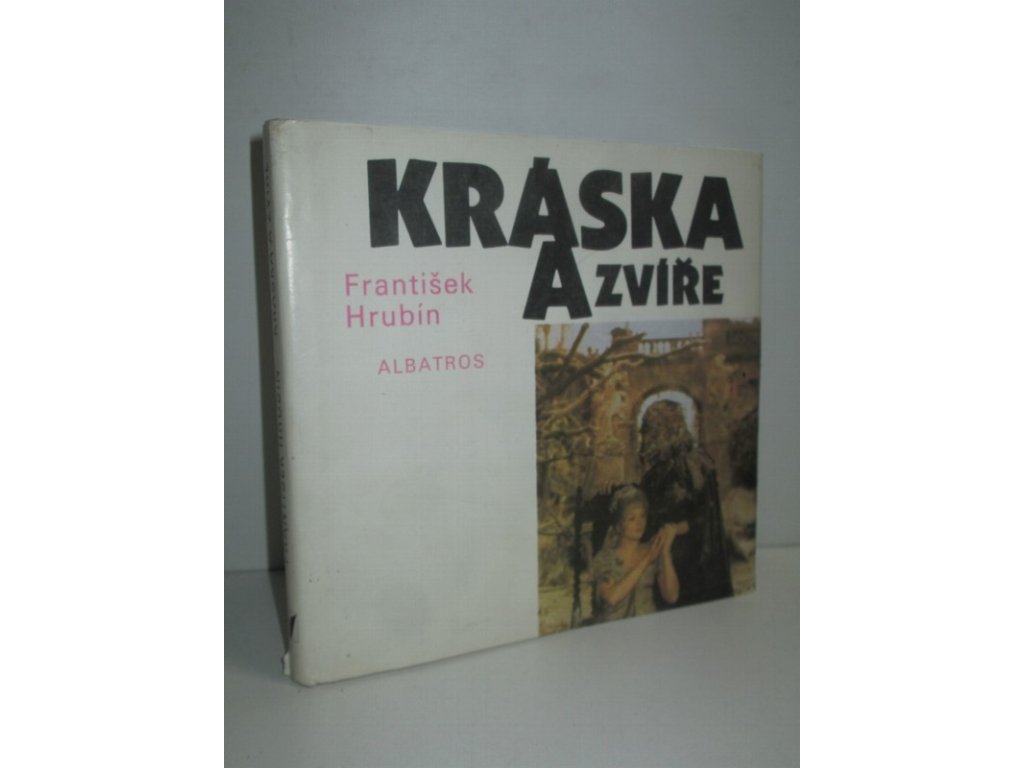 KRÁSKA
A ZVÍŘE
František
Hrubín
ALBATROS